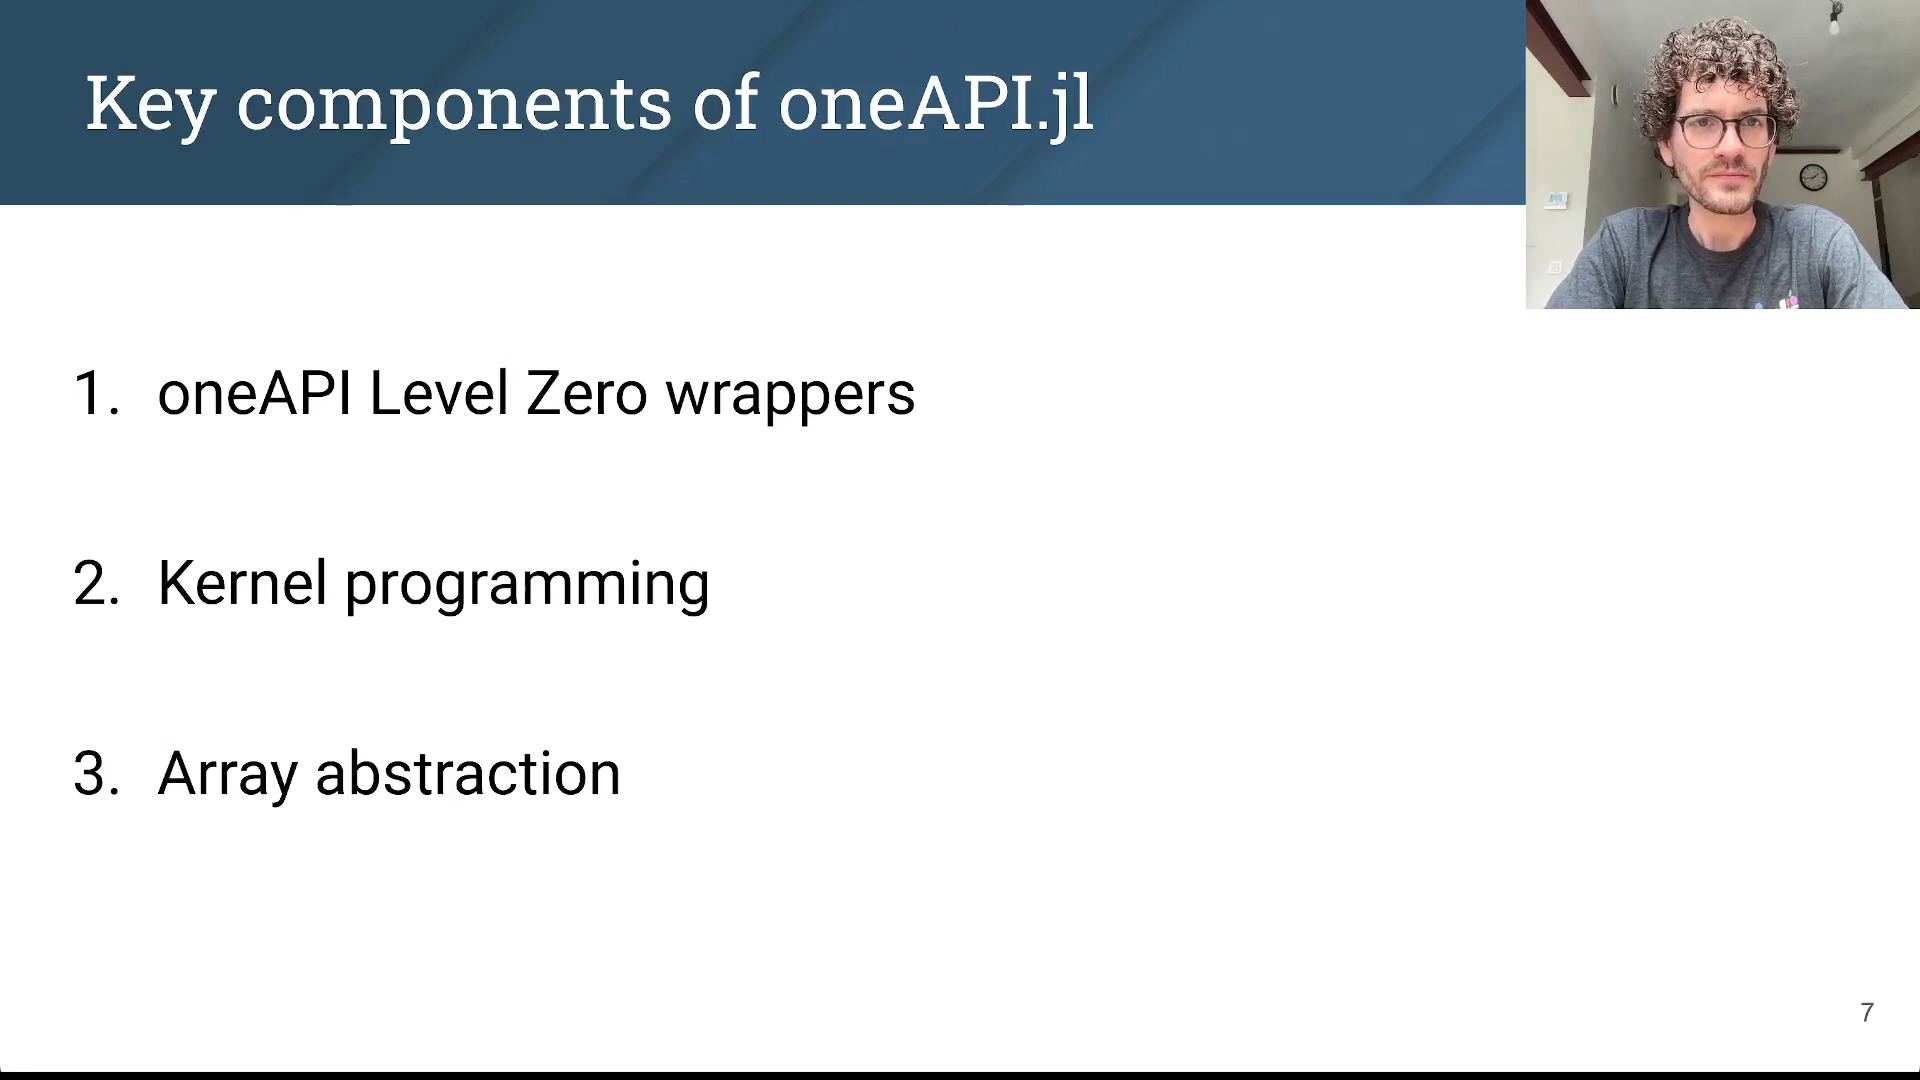 Key components of oneAPI.jl
1. oneAPI Level Zero wrappers
2. Kernel programming
3. Array abstraction
7